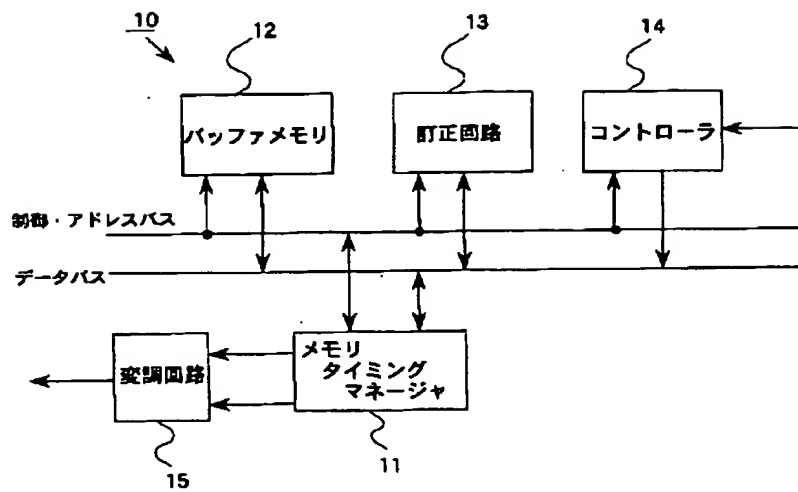 10
12
13
14
バッファメモリ
訂正回路
コントローラ
制御・アドレスバス
データバス
変調回路
メモリ
タイミング
マネージャ
15
11